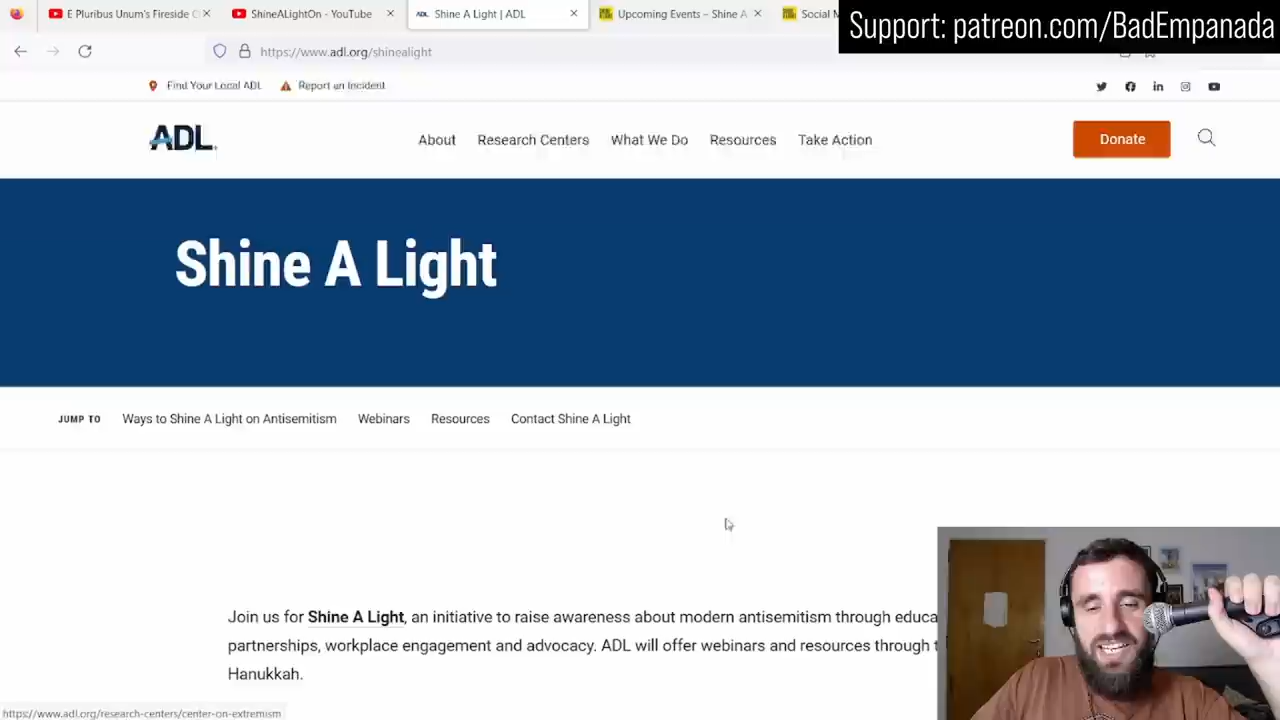 E Pluribus Unum's Fireside
ShineALightOn - YouTube
Shine A Light | ADL
Upcoming Events – Shine A
Social
Support: patreon.com/BadEmpanada
https://www.adl.org/shinealight
Find Your Local ADL
Report an Incident
ADL
About
Research Centers
What We Do
Resources
Take Action
Donate
Shine A Light
JUMP TO
Ways to Shine A Light on Antisemitism
Webinars
Resources
Contact Shine A Light
Join us for Shine A Light, an initiative to raise awareness about modern antisemitism through educa
partnerships, workplace engagement and advocacy. ADL will offer webinars and resources through
Hanukkah.
https://www.adl.org/research-centers/center-on-extremism